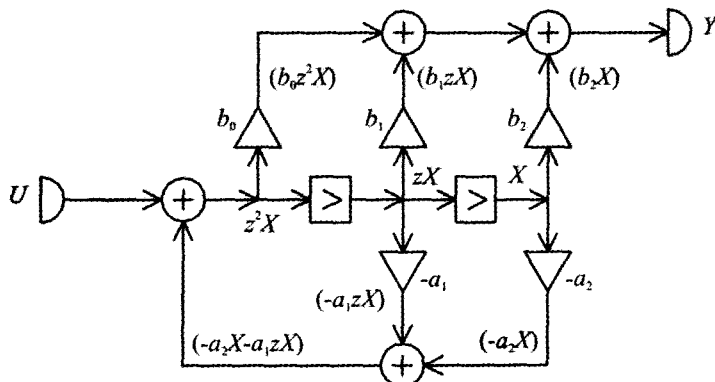 Y
(b₀z²X)
(b₁zX)
(b₂X)
b₀
b₁
b₂
U
z²X
zX
X
-a₁
-a₂
(-a₁zX)
(-a₂X-a₁zX)
(-a₂X)